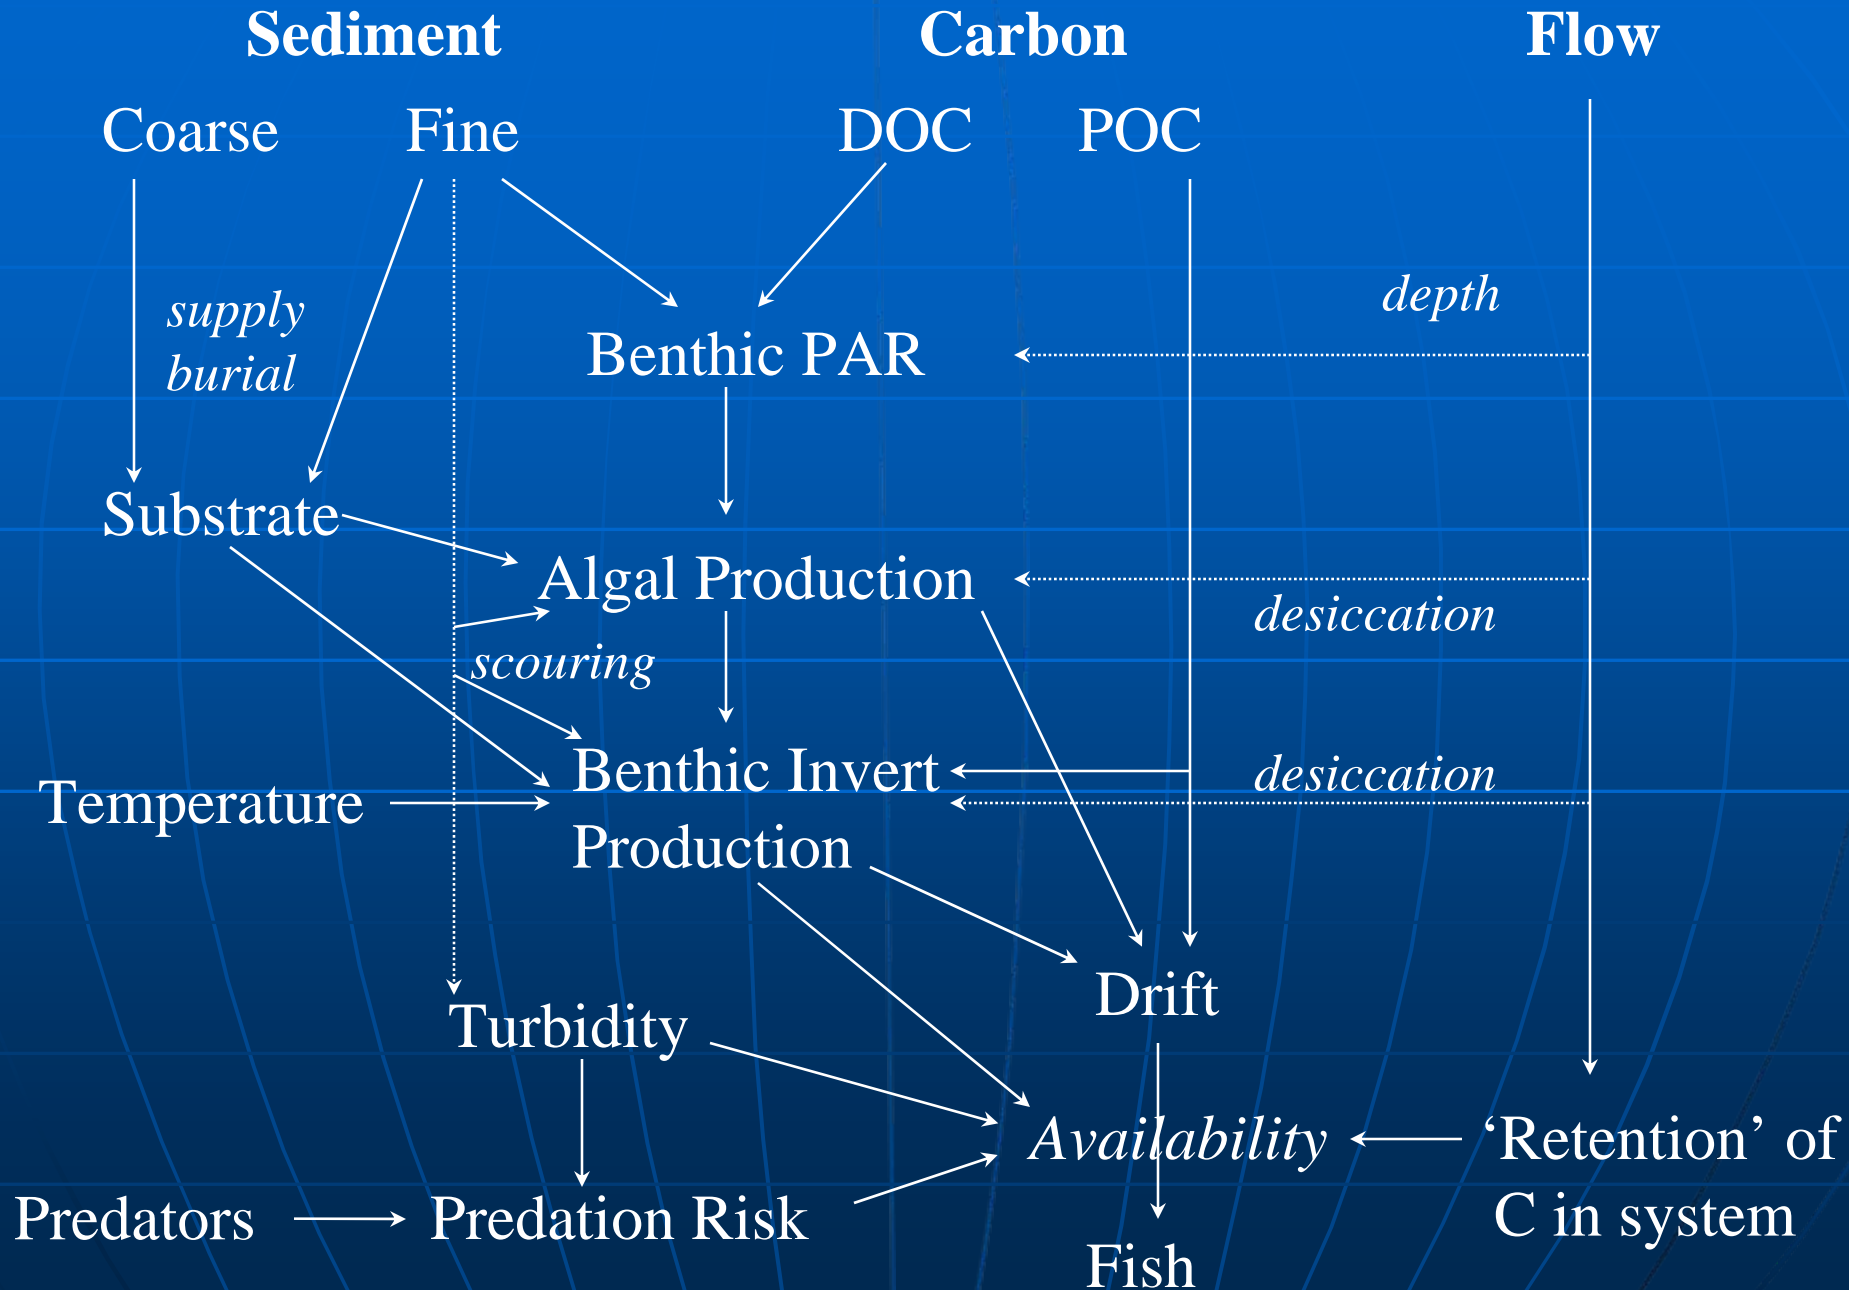 Sediment Carbon Flow
Coarse Fine DOC POC
supply
burial
depth
Benthic PAR
Substrate
Algal Production
desiccation
scouring
Benthic Invert
Production
desiccation
Temperature
Drift
Turbidity
Availability
‘Retention’ of
C in system
Predators Predation Risk
Fish